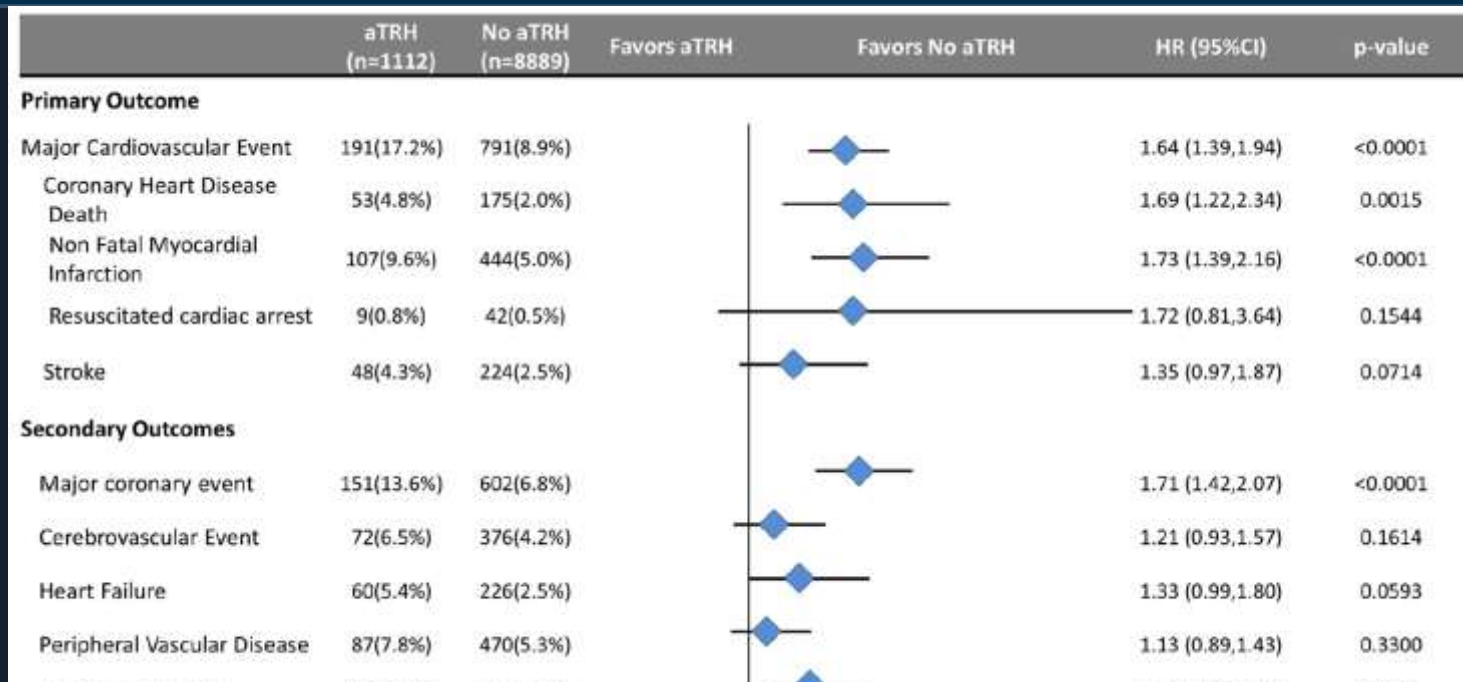 aTRH (n=1112) No aTRH (n=8889) Favors aTRH Favors No aTRH HR (95%CI) p-value
Primary Outcome
Major Cardiovascular Event 191(17.2%) 791(8.9%) 1.64 (1.39,1.94) <0.0001
Coronary Heart Disease
Death 53(4.8%) 175(2.0%) 1.69 (1.22,2.34) 0.0015
Non Fatal Myocardial
Infarction 107(9.6%) 444(5.0%) 1.73 (1.39,2.16) <0.0001
Resuscitated cardiac arrest 9(0.8%) 42(0.5%) 1.72 (0.81,3.64) 0.1544
Stroke 48(4.3%) 224(2.5%) 1.35 (0.97,1.87) 0.0714
Secondary Outcomes
Major coronary event 151(13.6%) 602(6.8%) 1.71 (1.42,2.07) <0.0001
Cerebrovascular Event 72(6.5%) 376(4.2%) 1.21 (0.93,1.57) 0.1614
Heart Failure 60(5.4%) 226(2.5%) 1.33 (0.99,1.80) 0.0593
Peripheral Vascular Disease 87(7.8%) 470(5.3%) 1.13 (0.89,1.43) 0.3300